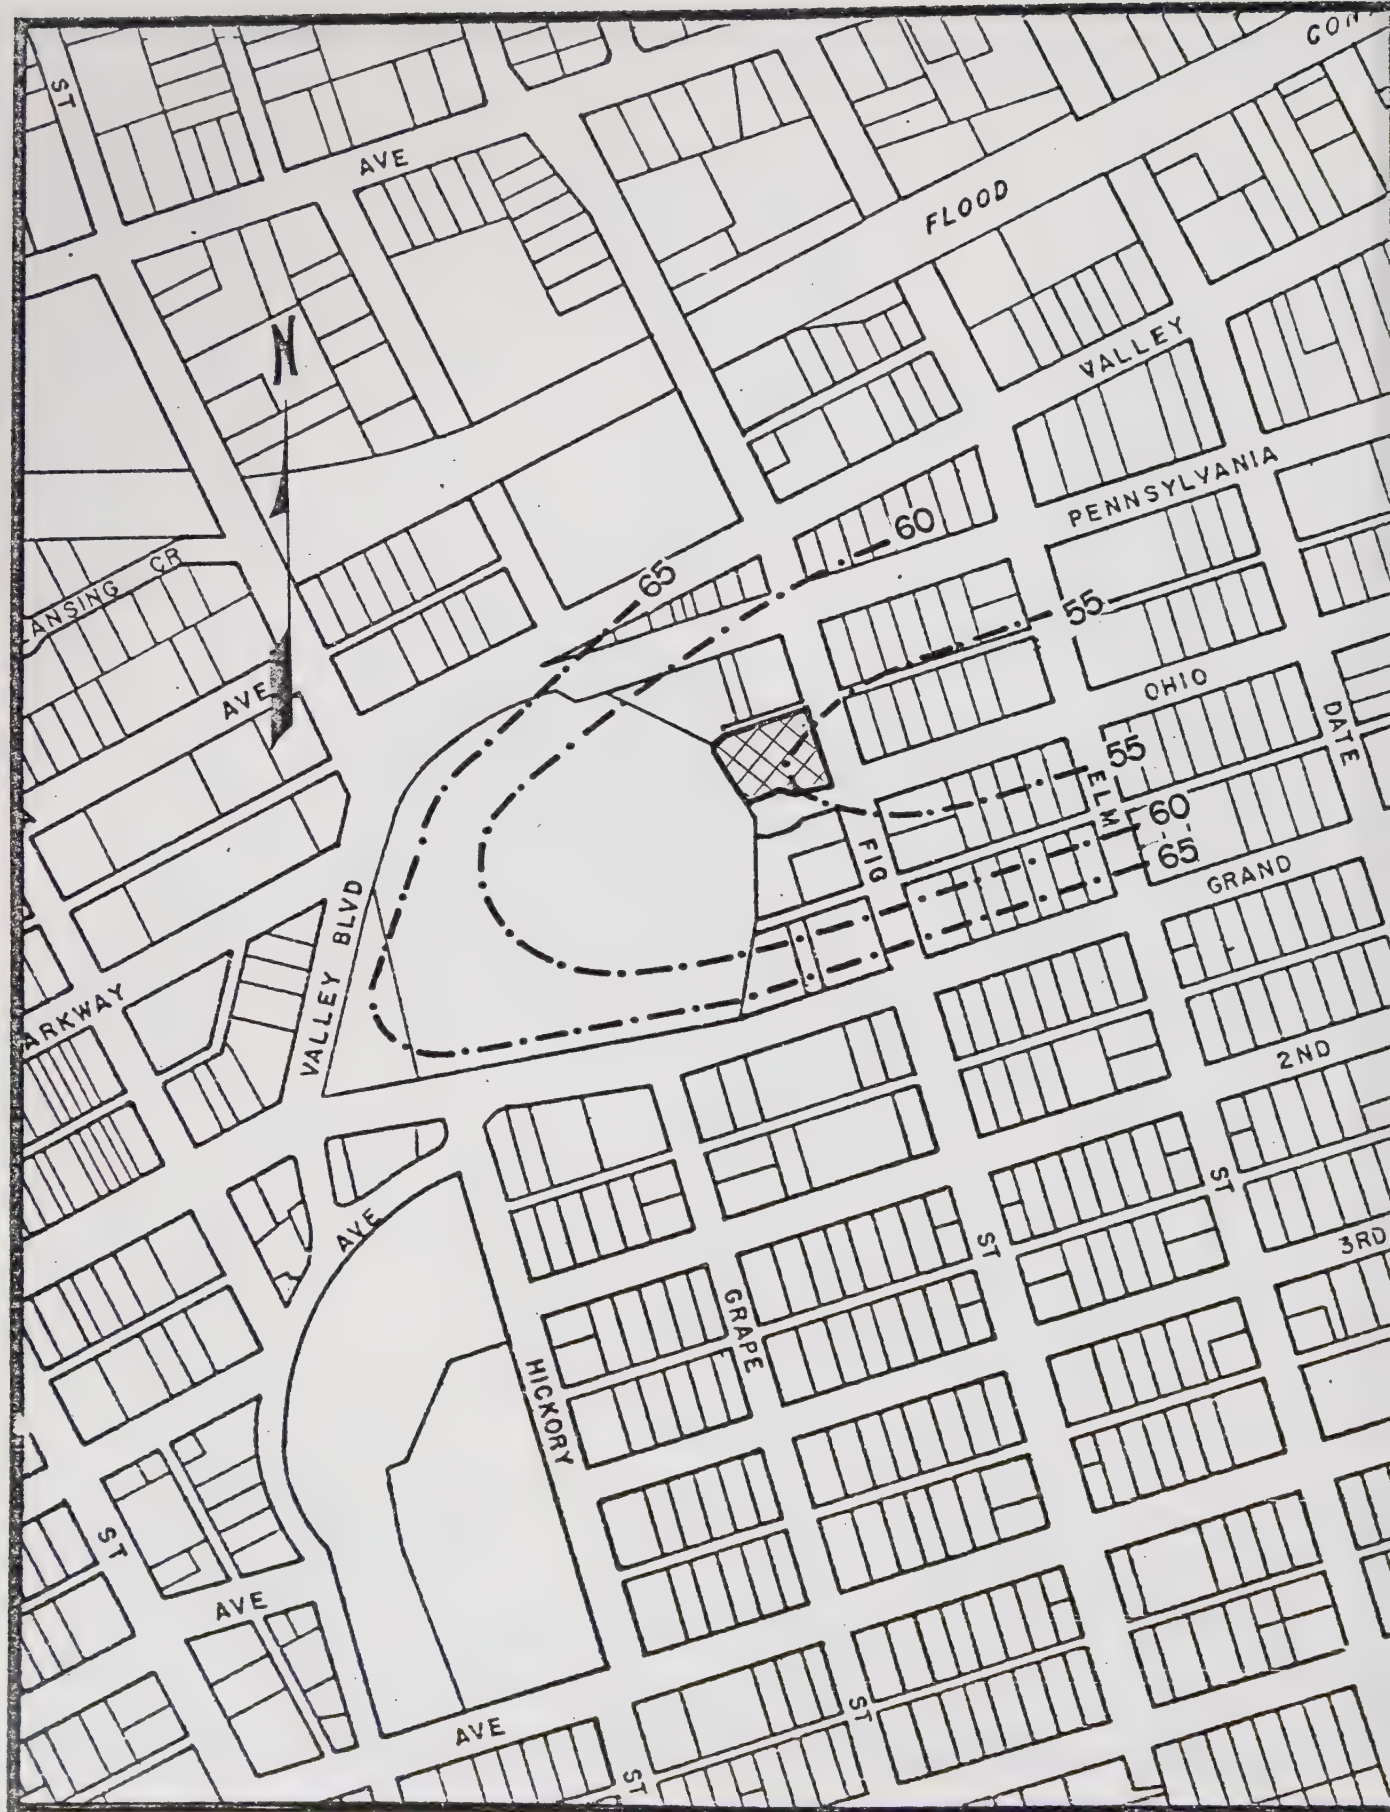 CON
ST
AVE
FLOOD
N
VALLEY
PENNSYLVANIA
60
65
ANSING CR
55
OHIO
AVE
DATE
55
ELM
60
65
FIG
GRAND
VALLEY BLVD
ARKWAY
2ND
ST
AVE
ST
3RD
GRAPE
HICKORY
ST
AVE
ST
AVE
ST